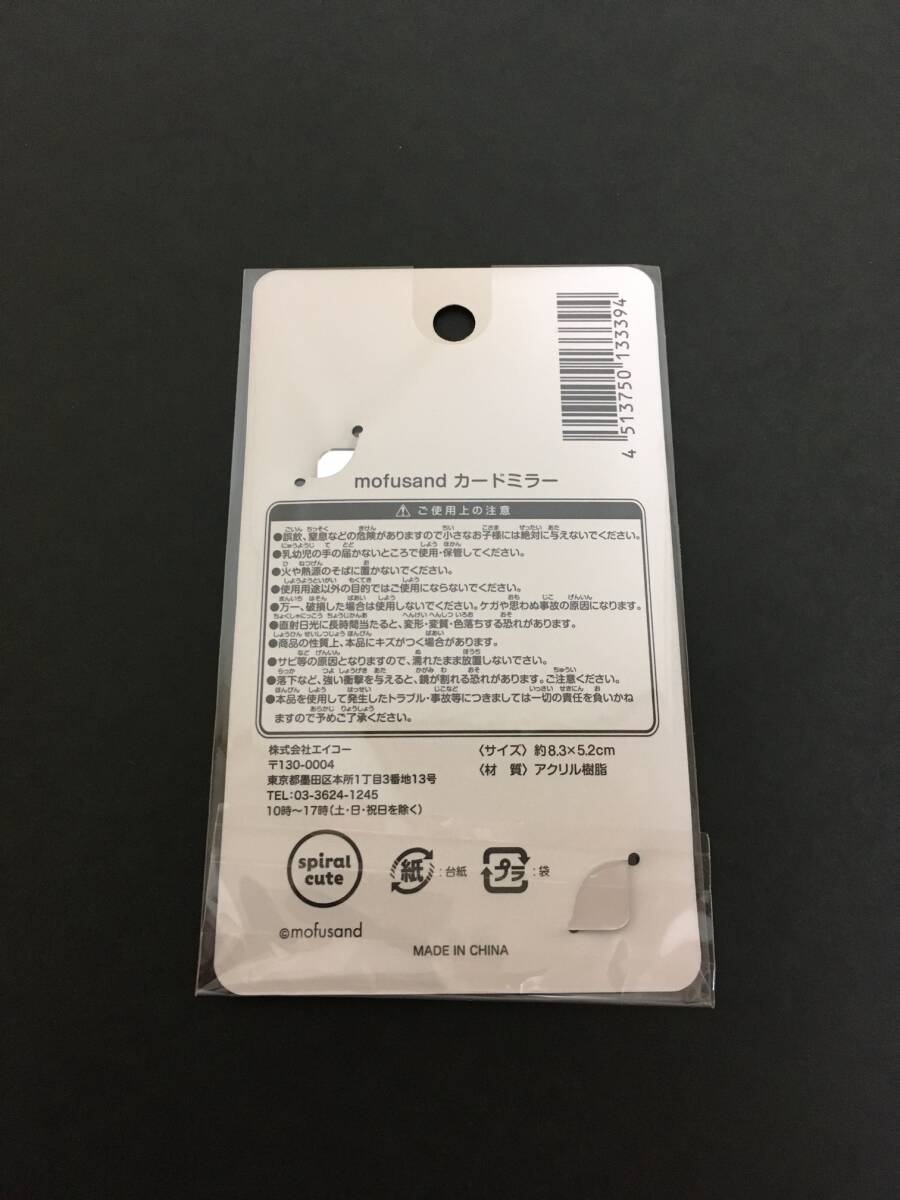 4 513750 133394
mofusand カードミラー
⚠ ご使用上の注意
●誤飲、窒息などの危険がありますので小さなお子様には絶対に与えないでください。
●乳幼児の手の届かないところで使用・保管してください。
●火や熱源のそばに置かないでください。
●使用用途以外の目的ではご使用にならないでください。
●万一、破損した場合は使用しないでください。ケガや思わぬ事故の原因になります。
●直射日光に長時間当たると、変形・変質・色落ちする恐れがあります。
●商品の性質上、本品にキズがつく場合があります。
●サビ等の原因となりますので、濡れたまま放置しないでさい。
●落下など、強い衝撃を与えると、鏡が割れる恐れがあります。ご注意ください。
●本品を使用して発生したトラブル・事故等につきましては一切の責任を負いかね
ますので予めご了承ください。
株式会社エイコー
〒130-0004
東京都墨田区本所1丁目3番地13号
TEL:03-3624-1245
10時〜17時(土・日・祝日を除く)
〈サイズ〉約8.3×5.2cm
〈材 質〉アクリル樹脂
spiral
cute
紙:台紙
プラ:袋
©mofusand
MADE IN CHINA